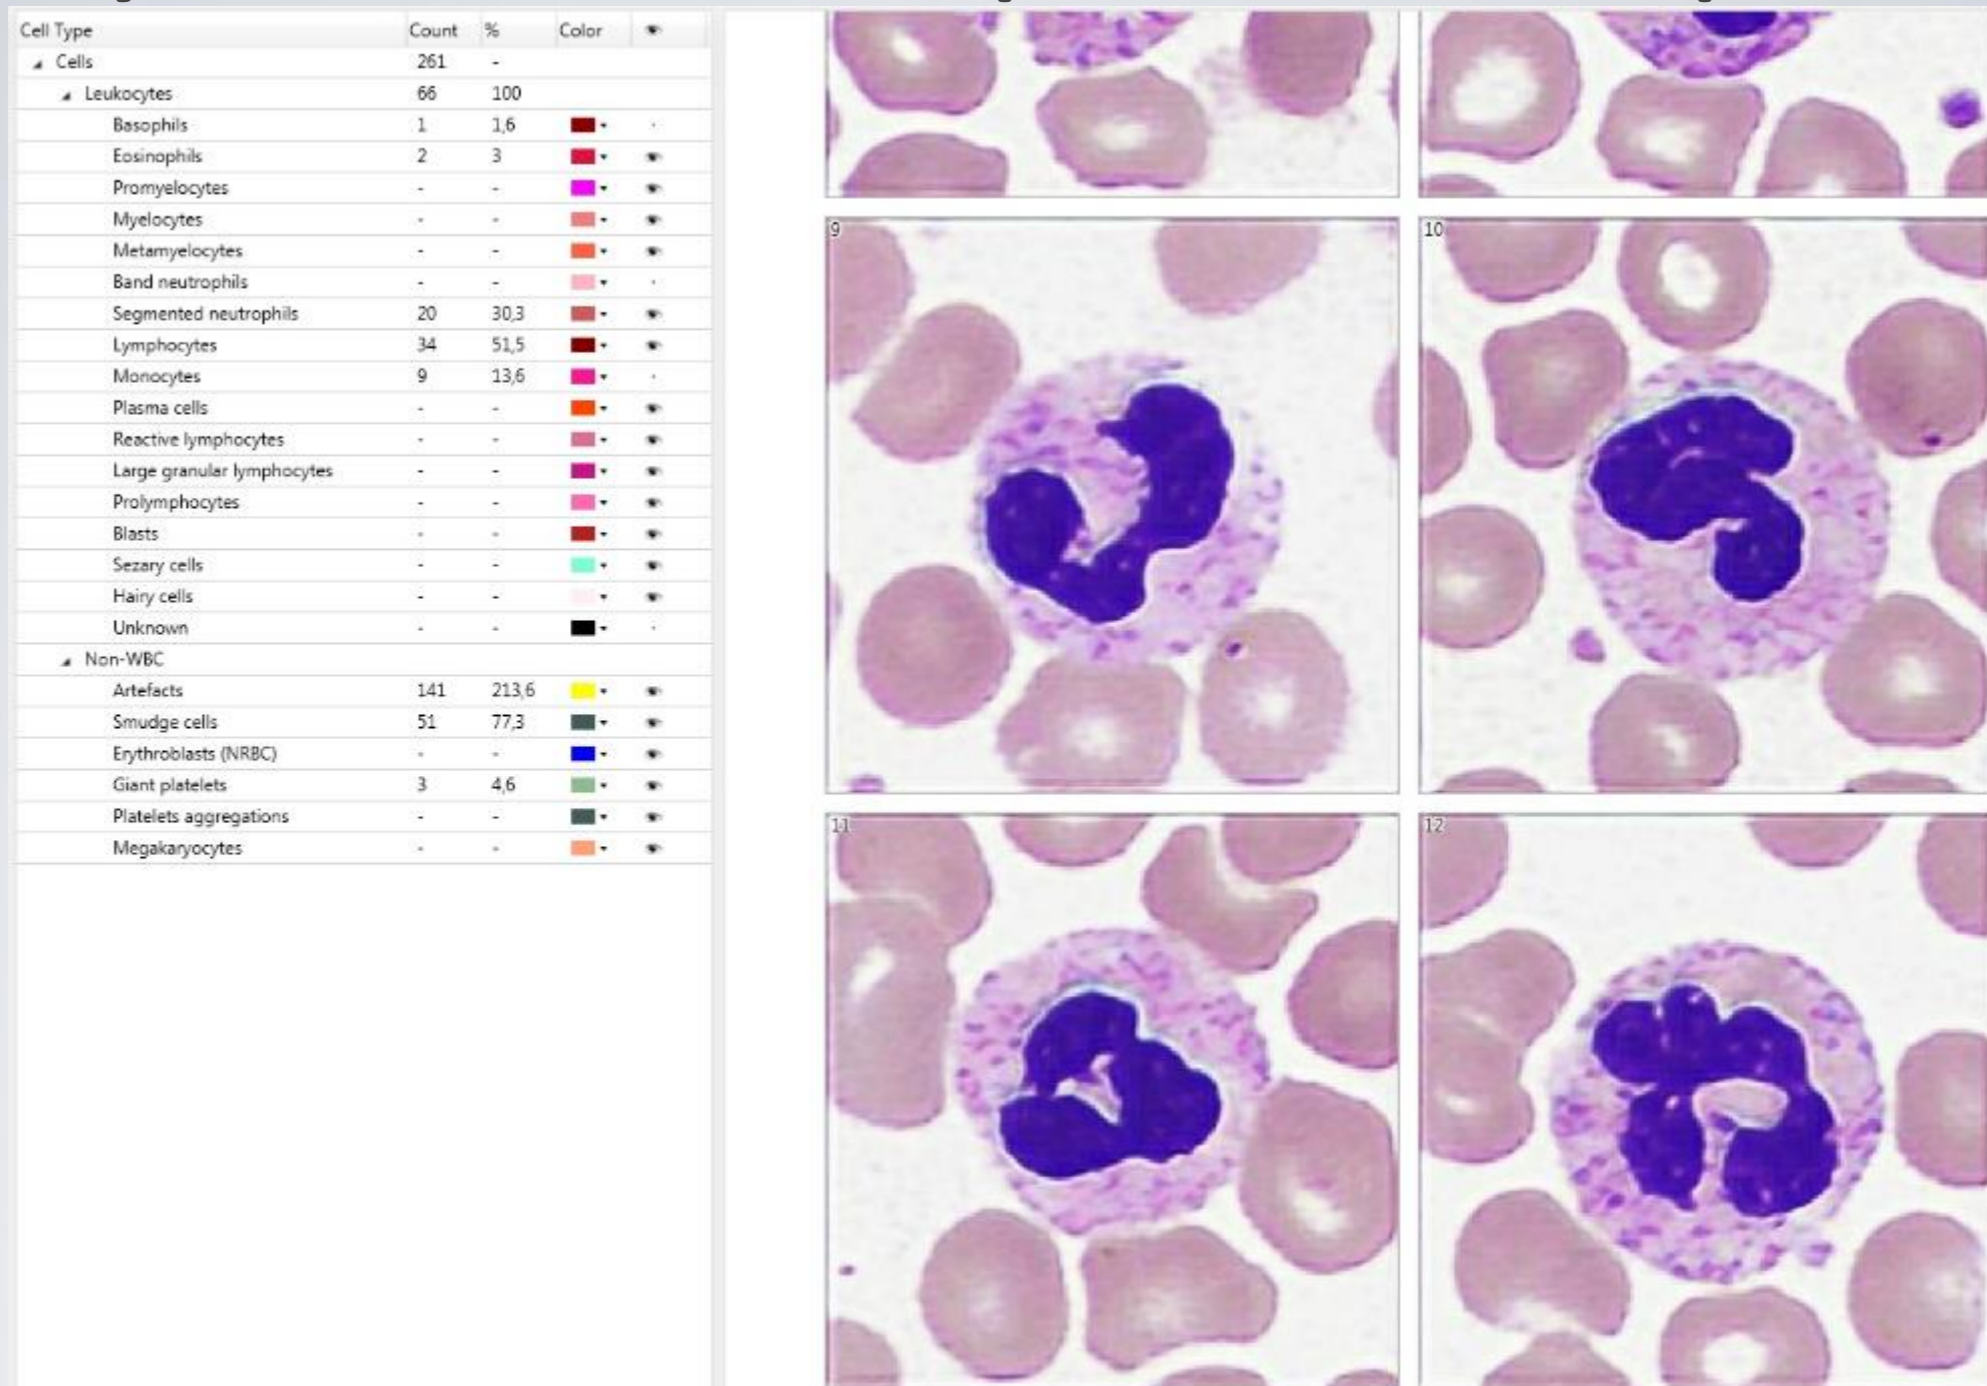 Cell Type Count % Color
Cells 261 -
Leukocytes 66 100
Basophils 1 1,6
Eosinophils 2 3
Promyelocytes - -
Myelocytes - -
Metamyelocytes - -
Band neutrophils - -
Segmented neutrophils 20 30,3
Lymphocytes 34 51,5
Monocytes 9 13,6
Plasma cells - -
Reactive lymphocytes - -
Large granular lymphocytes - -
Prolymphocytes - -
Blasts - -
Sezary cells - -
Hairy cells - -
Unknown - -
Non-WBC
Artefacts 141 213,6
Smudge cells 51 77,3
Erythroblasts (NRBC) - -
Giant platelets 3 4,6
Platelets aggregations - -
Megakaryocytes - -
9
10
11
12